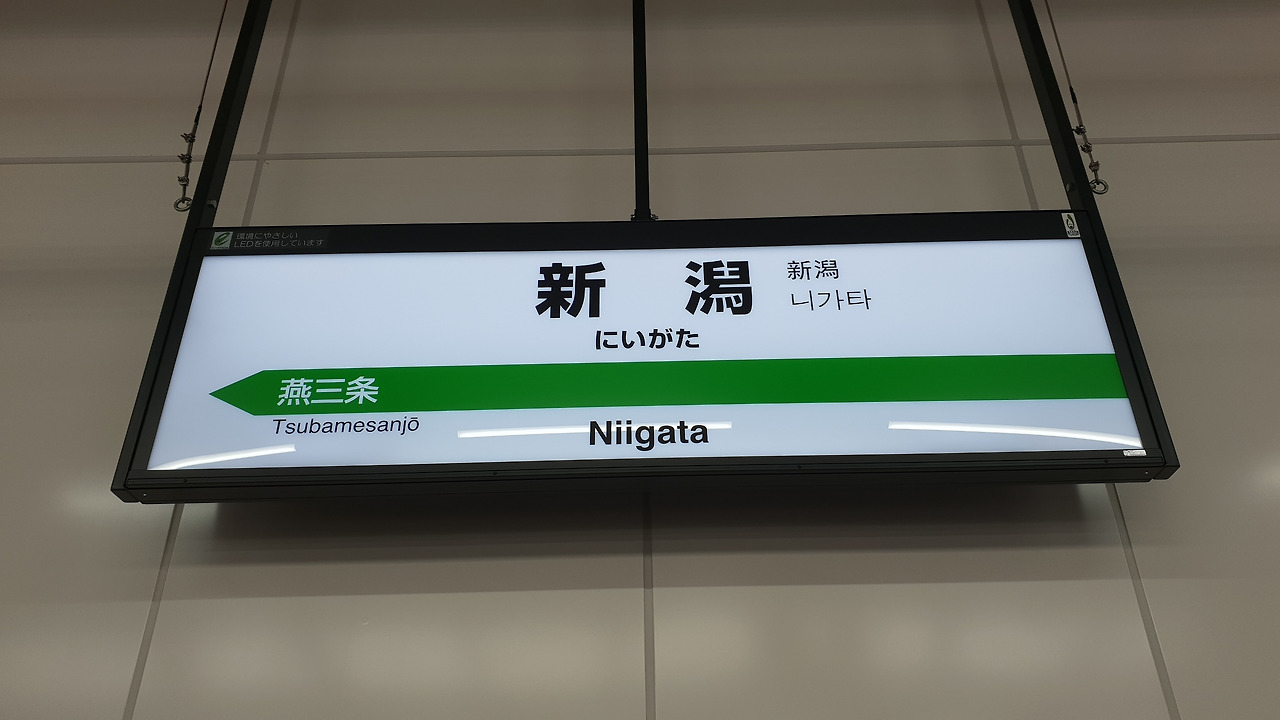 環境にやさしい
LEDを使用しています
新潟
新潟
니가타
にいがた
燕三条
Tsubamesanjō
Niigata